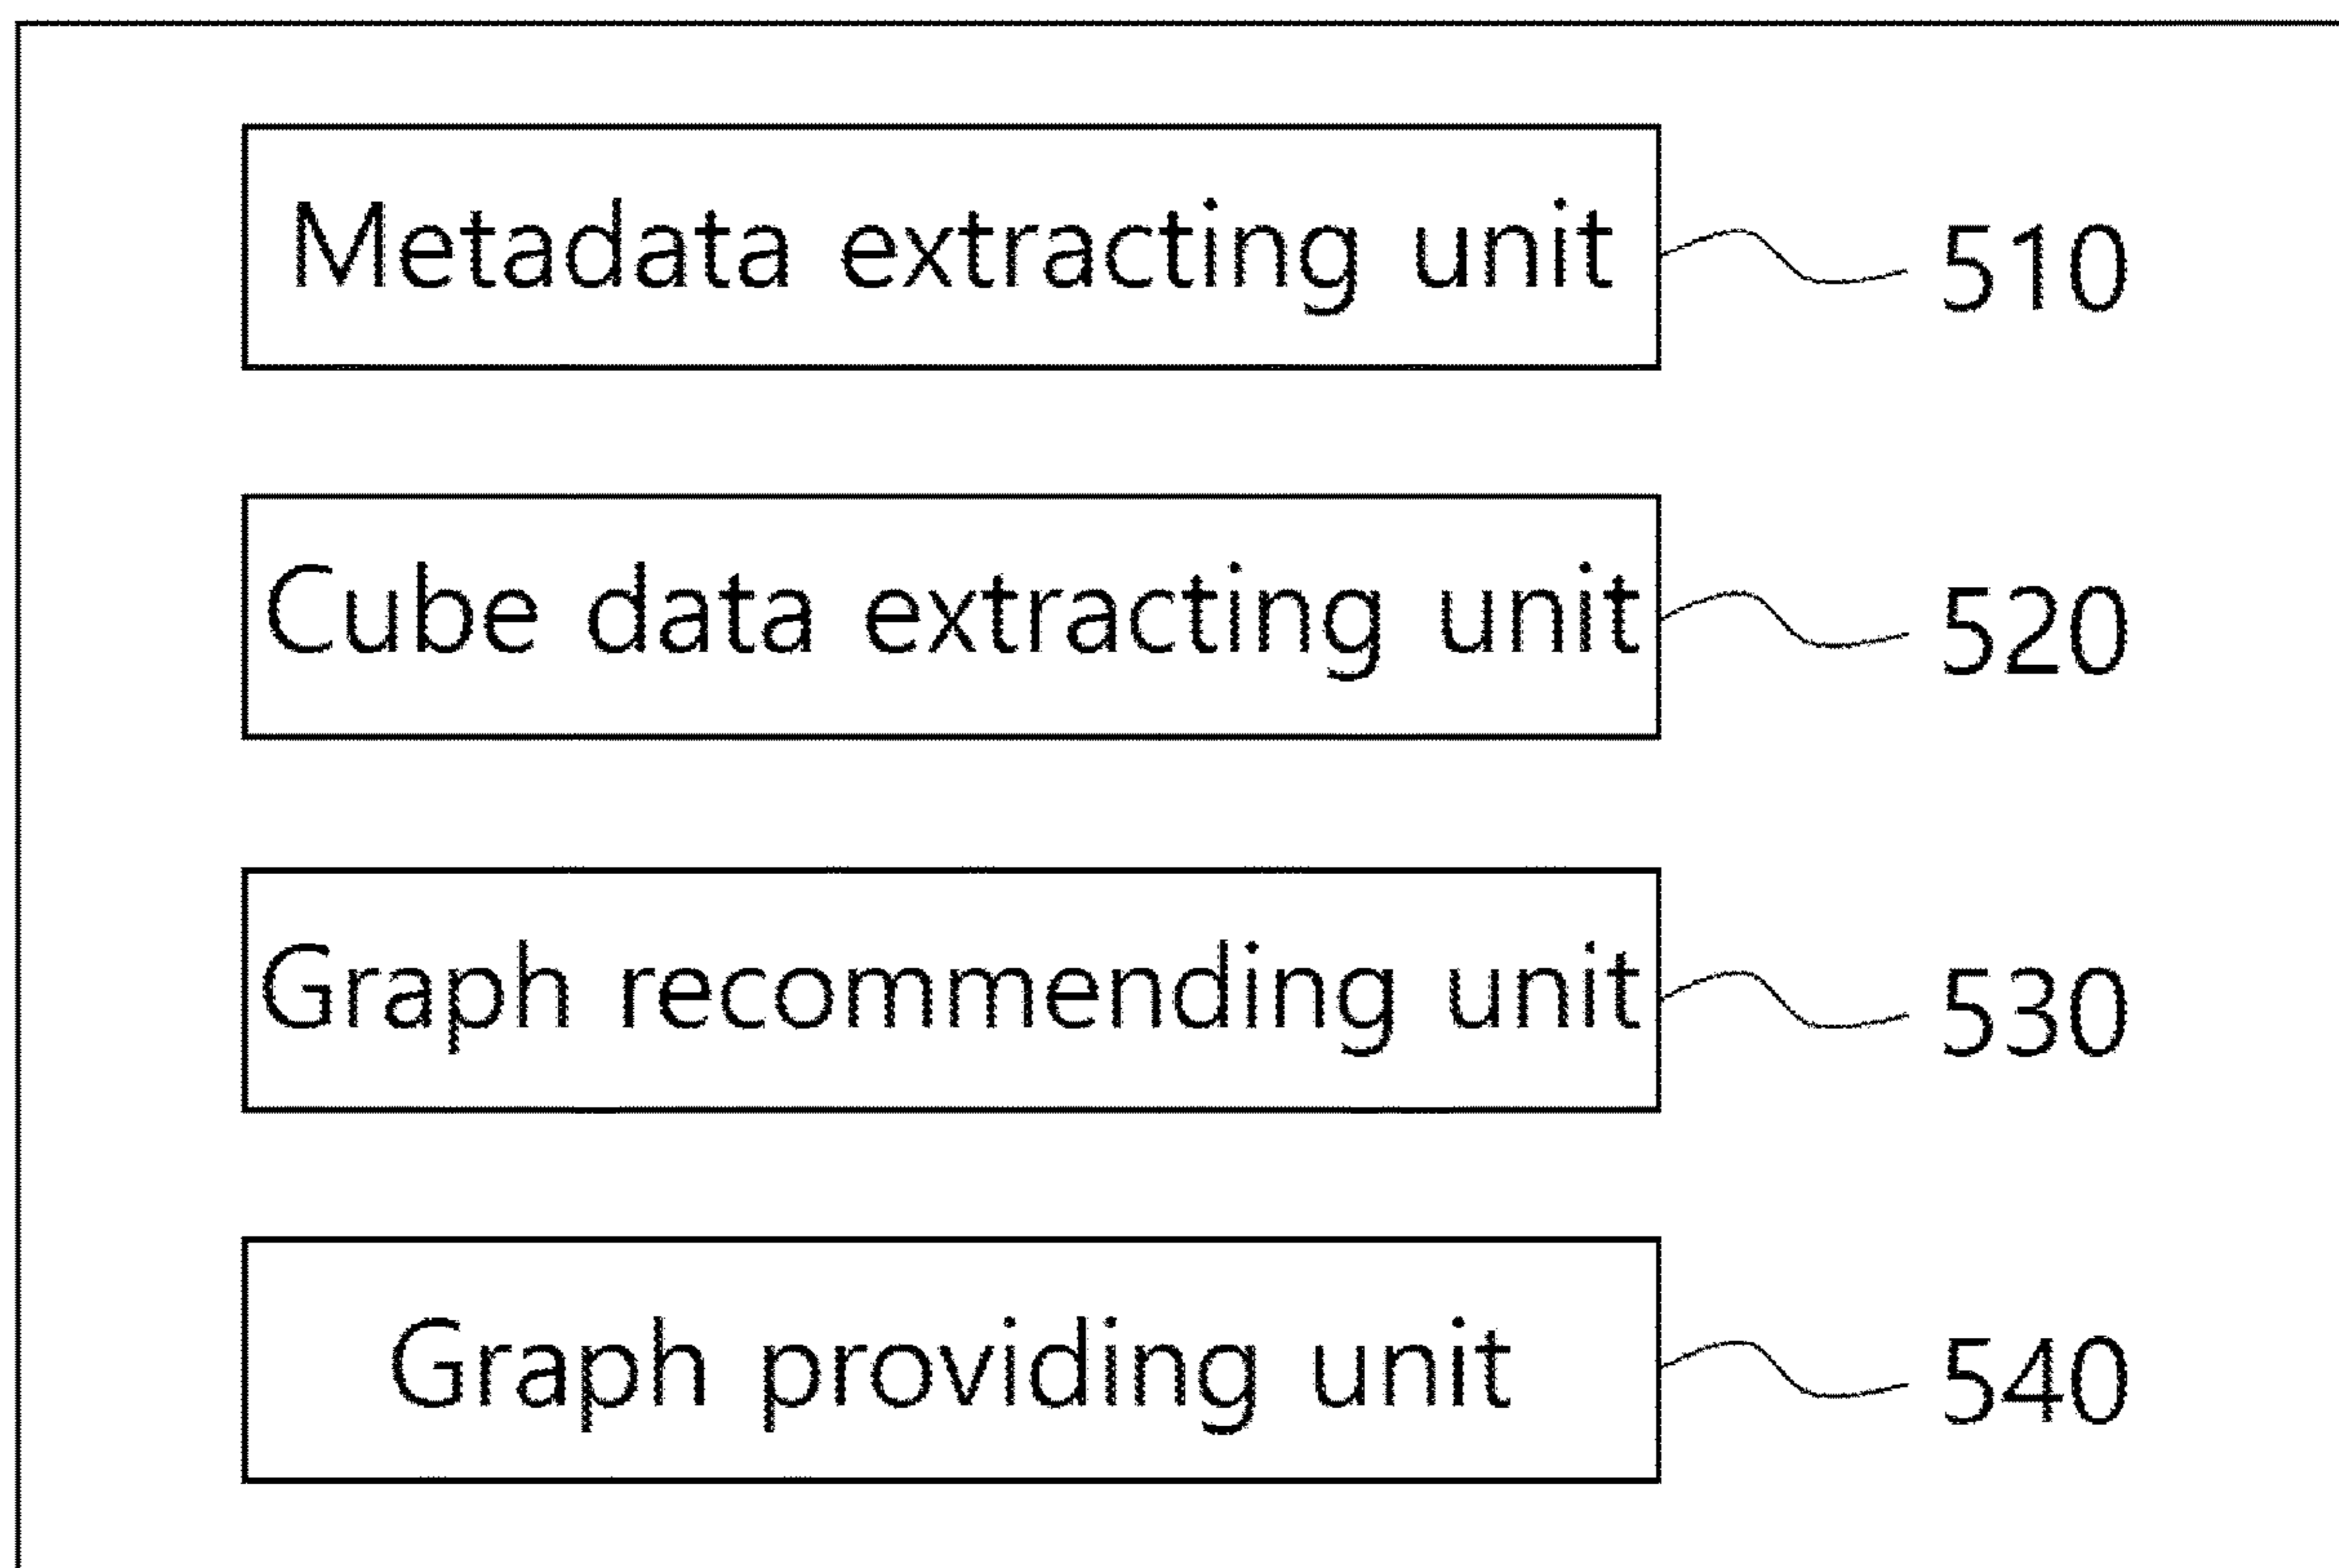 Metadata extracting unit 510
Cube data extracting unit 520
Graph recommending unit 530
Graph providing unit 540